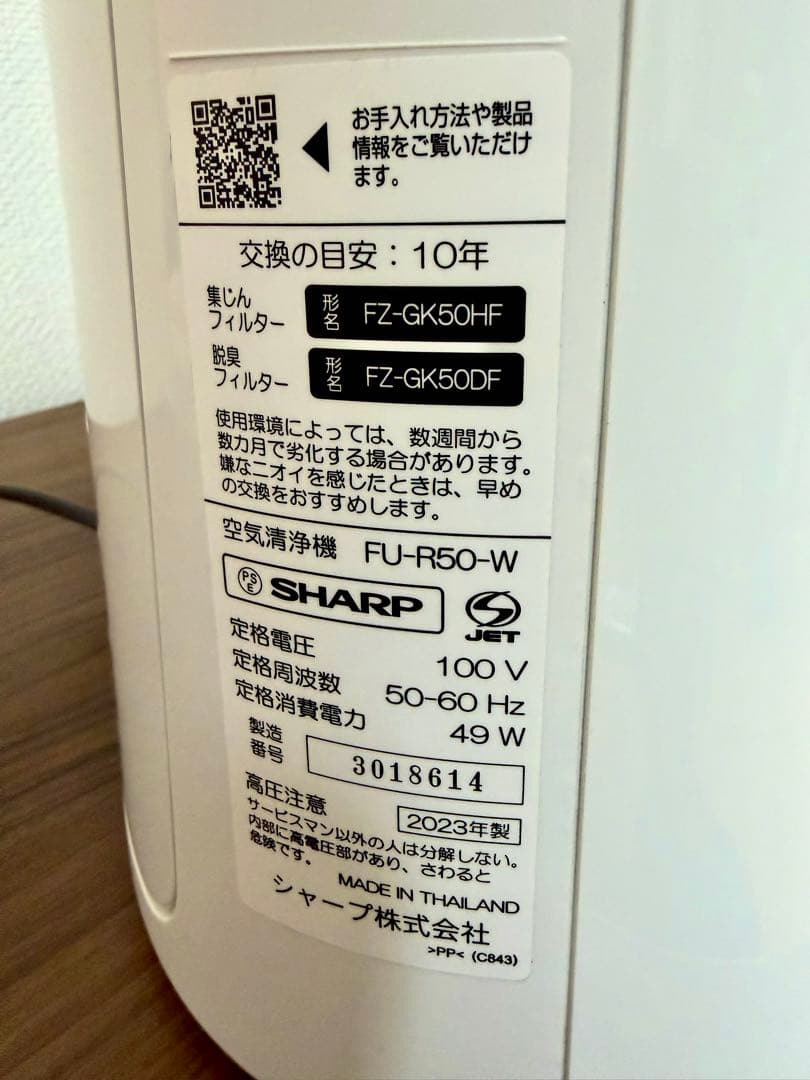 お手入れ方法や製品
情報をご覧いただけ
ます。
交換の目安：10年
集じん
フィルター
形名 FZ-GK50HF
脱臭
フィルター
形名 FZ-GK50DF
使用環境によっては、数週間から
数カ月で劣化する場合があります。
嫌なニオイを感じたときは、早め
の交換をおすすめします。
空気清浄機 FU-R50-W
PSE SHARP JET
定格電圧 100 V
定格周波数 50-60 Hz
定格消費電力 49 W
製造
番号 3018614
高圧注意 2023年製
サービスマン以外の人は分解しない。
内部に高電圧部があり、さわると
危険です。
MADE IN THAILAND
シャープ株式会社
>PP< (C843)